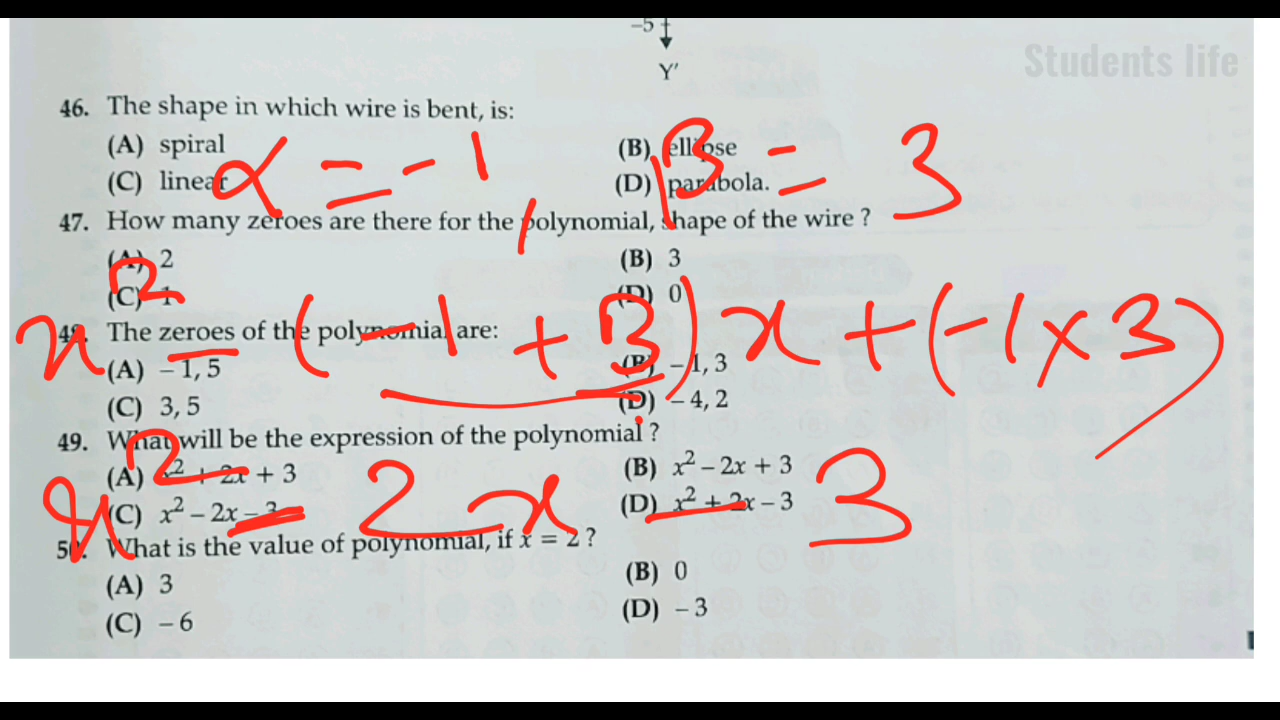 -5
Y'
Students life
46. The shape in which wire is bent, is:
(A) spiral
(B) ellipse
(C) linear
(D) parabola.
α = -1, β = 3
47. How many zeroes are there for the polynomial, shape of the wire ?
(A) 2
(B) 3
(C) 1
(D) 0
x² - (-1 + 3)x + (-1 × 3)
48. The zeroes of the polynomial are:
(A) – 1, 5
(B) – 1, 3
(C) 3, 5
(D) – 4, 2
49. What will be the expression of the polynomial ?
(A) x² + 2x + 3
(B) x² – 2x + 3
(C) x² – 2x – 3
(D) x² + 2x – 3
x² - 2x - 3
50. What is the value of polynomial, if x = 2 ?
(A) 3
(B) 0
(C) – 6
(D) – 3